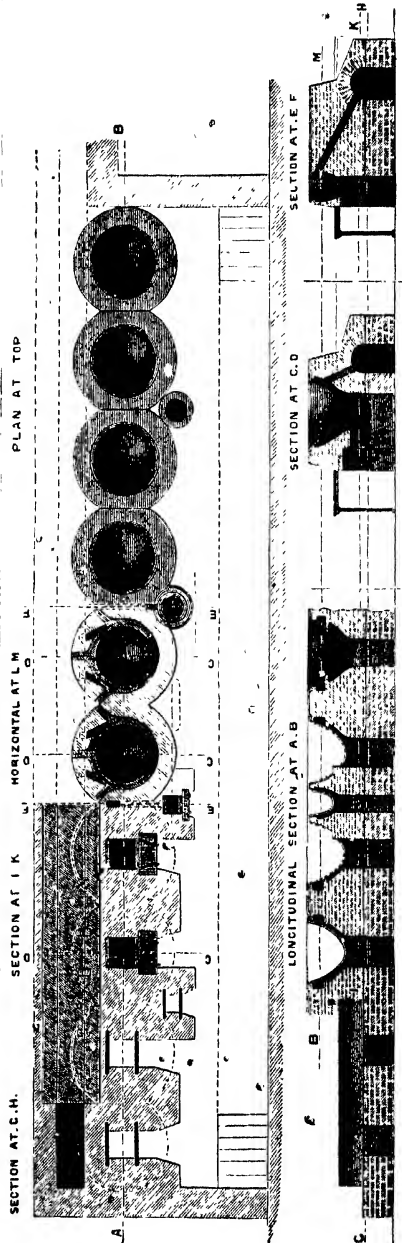 SECTION AT. C.H.
SECTION AT I K
HORIZONTAL AT L M
PLAN AT TOP
D E D D E
A
B
C E C C E
LONGITUDINAL SECTION AT A.B
SECTION AT C.D
SECTION AT. E F
B
M
K
C
H